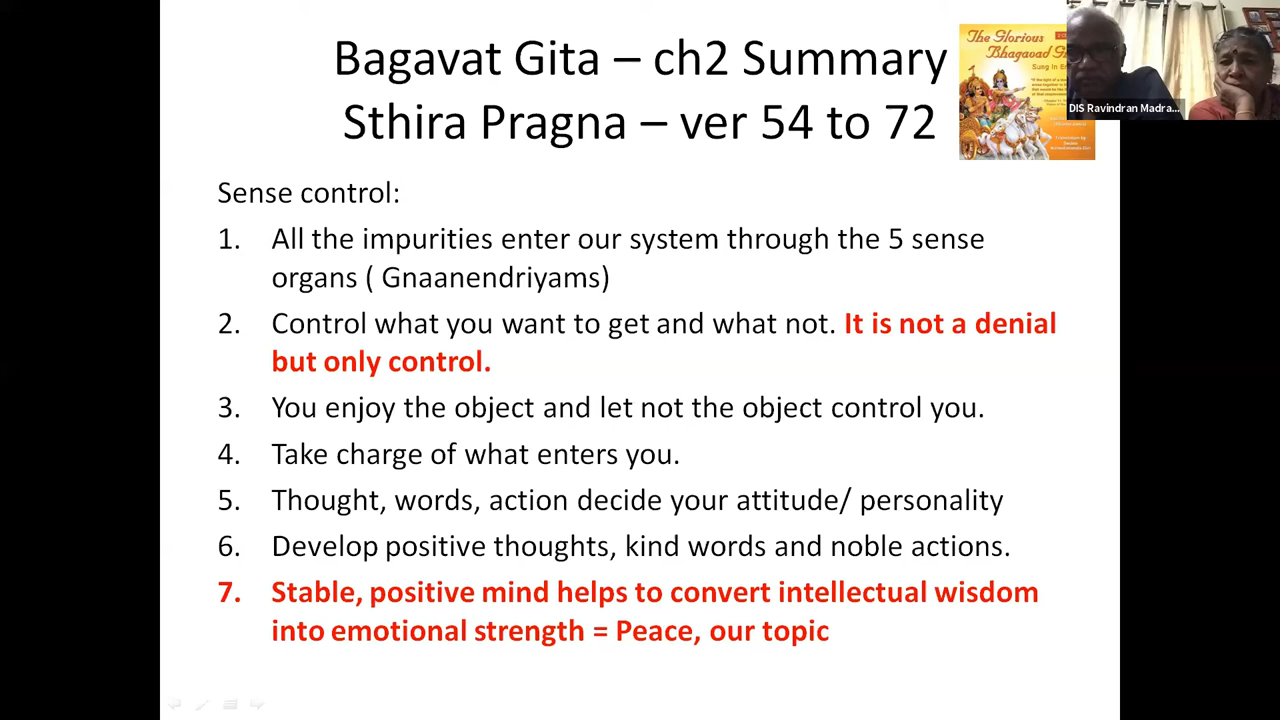 Bagavat Gita – ch2 Summary
Sthira Pragna – ver 54 to 72
The Glorious
Bhagavad G
Sung in E
DIS Ravindran Madra...
Sense control:
1. All the impurities enter our system through the 5 sense
organs ( Gnaanendriyams)
2. Control what you want to get and what not. It is not a denial
but only control.
3. You enjoy the object and let not the object control you.
4. Take charge of what enters you.
5. Thought, words, action decide your attitude/ personality
6. Develop positive thoughts, kind words and noble actions.
7. Stable, positive mind helps to convert intellectual wisdom
into emotional strength = Peace, our topic